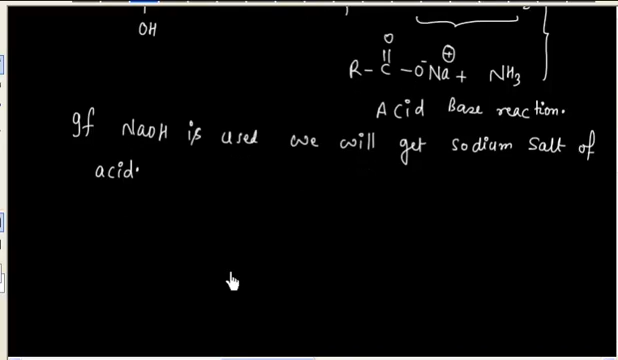 OH
O
||
R-C-O⁻Na⊕ + NH3
Acid Base reaction.
If NaOH is used we will get sodium salt of
acid.